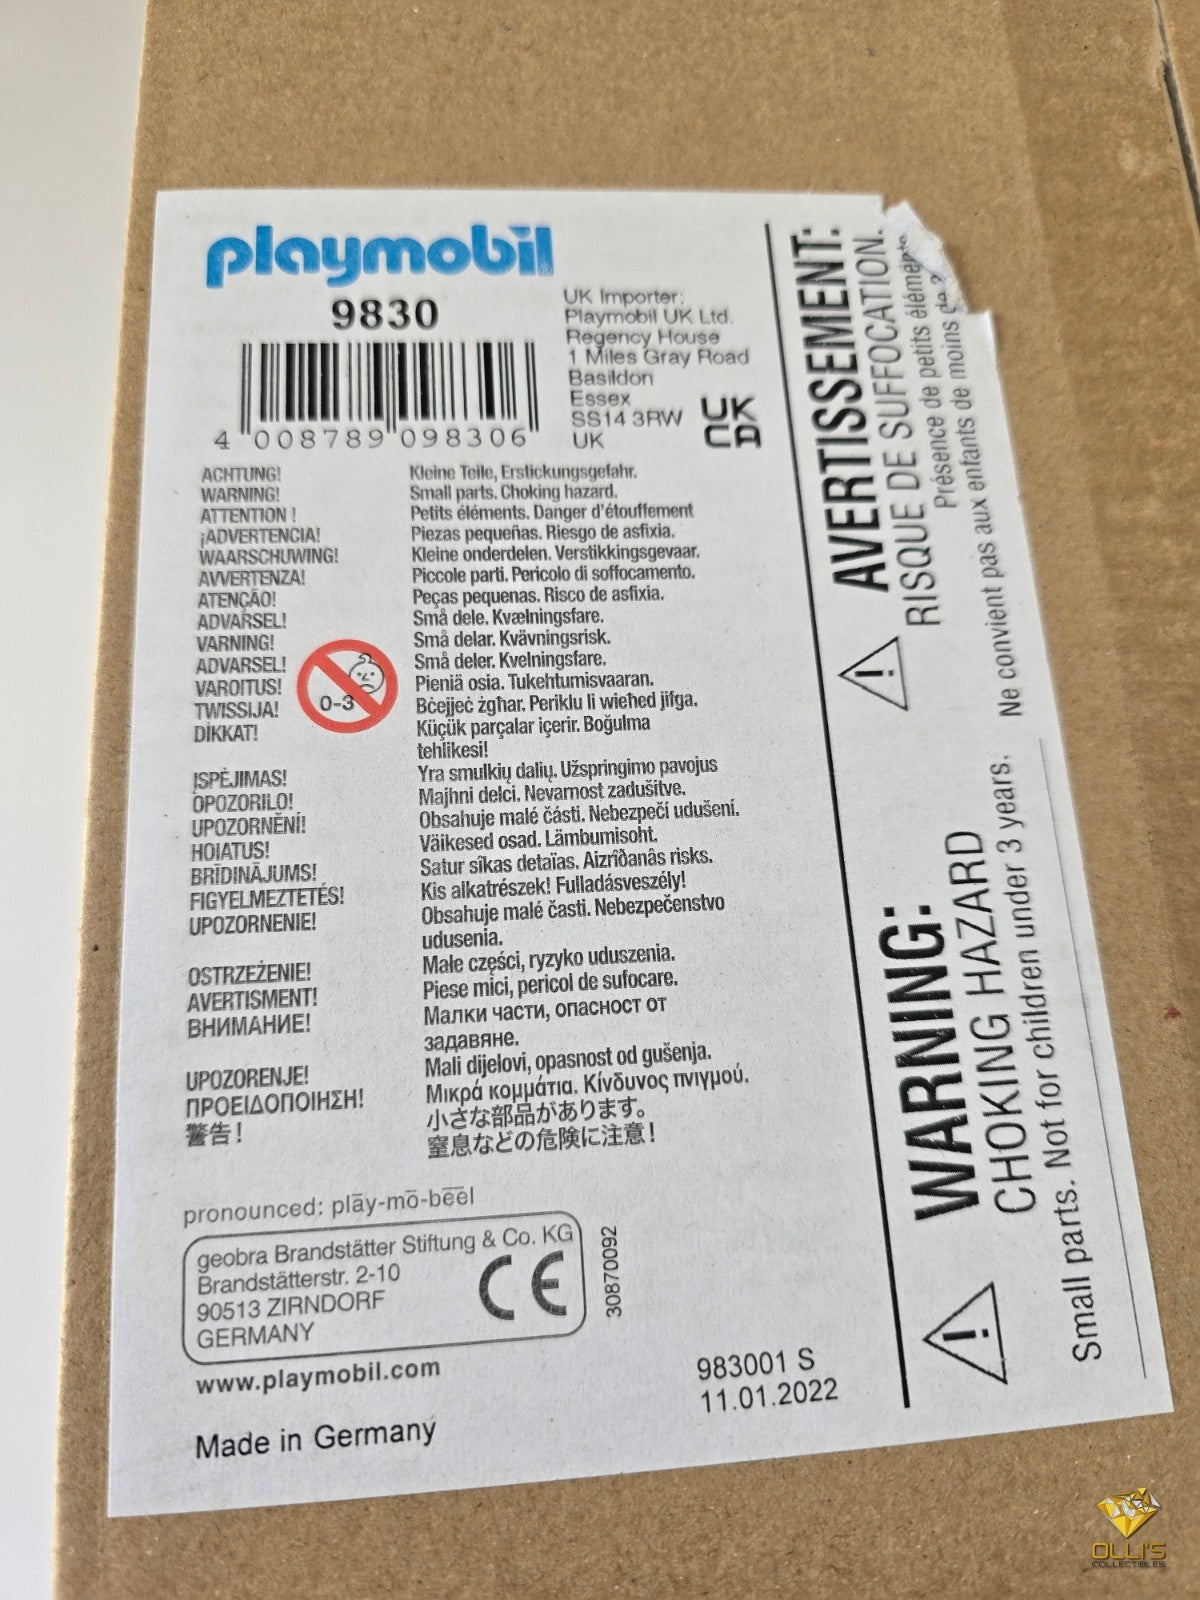 playmobil
9830
4 008789 098306
UK Importer:
Playmobil UK Ltd.
Regency House
1 Miles Gray Road
Basildon
Essex
SS14 3RW
UK
UK
CA
ACHTUNG! Kleine Teile, Erstickungsgefahr.
WARNING! Small parts. Choking hazard.
ATTENTION ! Petits éléments. Danger d'étouffement
¡ADVERTENCIA! Piezas pequeñas. Riesgo de asfixia.
WAARSCHUWING! Kleine onderdelen. Verstikkingsgevaar.
AVVERTENZA! Piccole parti. Pericolo di soffocamento.
ATENÇÃO! Peças pequenas. Risco de asfixia.
ADVARSEL! Små dele. Kvælningsfare.
VARNING! Små delar. Kvävningsrisk.
ADVARSEL! Små deler. Kvelningsfare.
VAROITUS! Pieniä osia. Tukehtumisvaaran.
TWISSIJA! Bċejjeċ żgħar. Periklu li wieħed jifga.
DİKKAT! Küçük parçalar içerir. Boğulma
tehlikesi!
0-3
ĮSPĖJIMAS! Yra smulkių dalių. Užspringimo pavojus
OPOZORILO! Majhni delci. Nevarnost zadušitve.
UPOZORNĚNÍ! Obsahuje malé části. Nebezpečí udušení.
HOIATUS! Väikesed osad. Lämbumisoht.
BRĪDINĀJUMS! Satur sîkas detaïas. Aizrîðanâs risks.
FIGYELMEZTETÉS! Kis alkatrészek! Fulladásveszély!
UPOZORNENIE! Obsahuje malé časti. Nebezpečenstvo
udusenia.
OSTRZEŻENIE! Małe części, ryzyko uduszenia.
AVERTISMENT! Piese mici, pericol de sufocare.
ВНИМАНИЕ! Малки части, опасност от
задавяне.
UPOZORENJE! Mali dijelovi, opasnost od gušenja.
ΠΡΟΕΙΔΟΠΟΙΗΣΗ! Μικρά κομμάτια. Κίνδυνος πνιγμού.
警告! 小さな部品があります。
窒息などの危険に注意!
pronounced: plāy-mō-bēēl
geobra Brandstätter Stiftung & Co. KG
Brandstätterstr. 2-10
90513 ZIRNDORF
GERMANY
CE
30870092
www.playmobil.com
Made in Germany
983001 S
11.01.2022
AVERTISSEMENT:
RISQUE DE SUFFOCATION.
Présence de petits éléments
Ne convient pas aux enfants de moins de
WARNING:
CHOKING HAZARD
Small parts. Not for children under 3 years.
OLLI'S
COLLECTIBLES